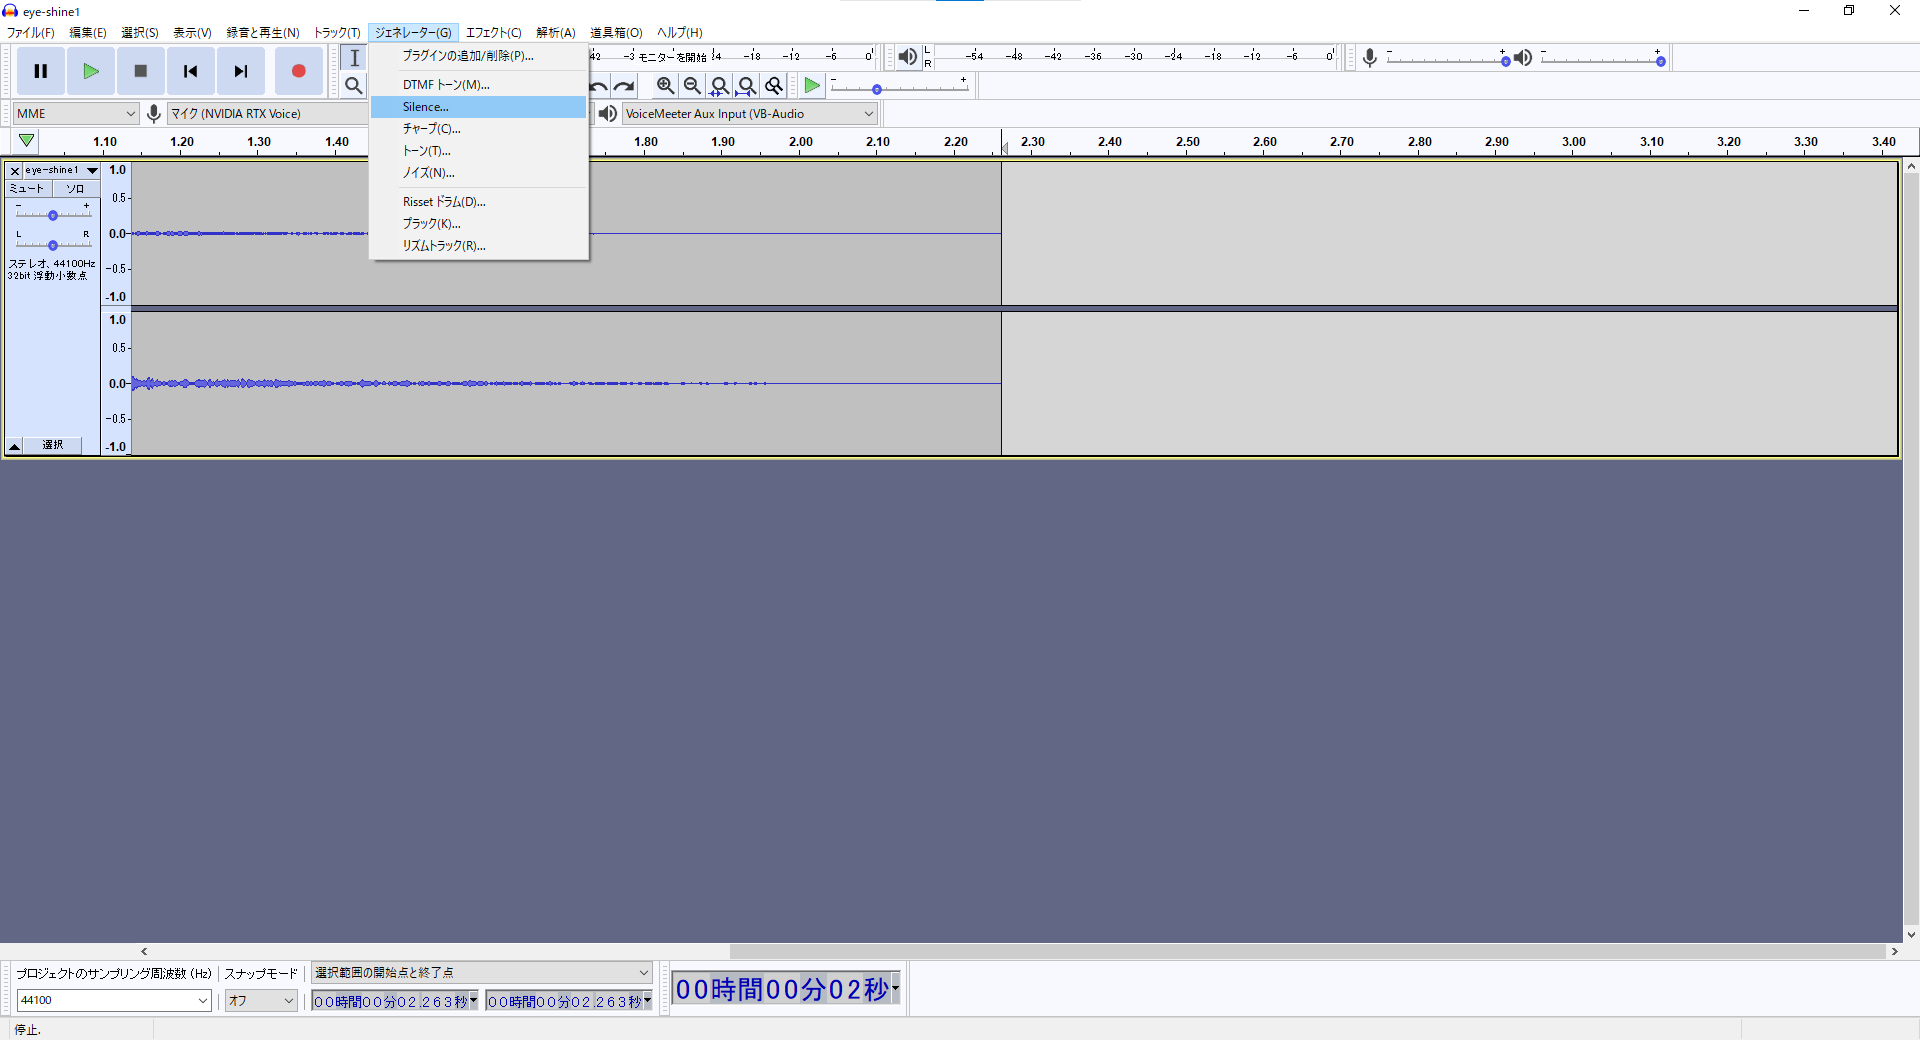 eye-shine1
ファイル(F) 編集(E) 選択(S) 表示(V) 録音と再生(N) トラック(T) ジェネレーター(G) エフェクト(C) 解析(A) 道具箱(O) ヘルプ(H)
プラグインの追加/削除(P)...
DTMF トーン(M)...
Silence...
チャープ(C)...
トーン(T)...
ノイズ(N)...
Risset ドラム(D)...
プラック(K)...
リズムトラック(R)...
42 -3 モニターを開始 !4 -18 -12 -6 0
L
R
-54 -48 -42 -36 -30 -24 -18 -12 -6 0
- +
- +
- +
MME
マイク (NVIDIA RTX Voice)
VoiceMeeter Aux Input (VB-Audio
1.10 1.20 1.30 1.40 1.80 1.90 2.00 2.10 2.20 2.30 2.40 2.50 2.60 2.70 2.80 2.90 3.00 3.10 3.20 3.30 3.40
eye-shine1
ミュート ソロ
- +
L R
ステレオ, 44100Hz
32bit 浮動小数点
選択
1.0
0.5-
0.0-
-0.5-
-1.0
1.0
0.5-
0.0-
-0.5-
-1.0
プロジェクトのサンプリング周波数 (Hz)
スナップモード
選択範囲の開始点と終了点
44100
オフ
00時間00分02.263秒
00時間00分02.263秒
00時間00分02秒
停止.